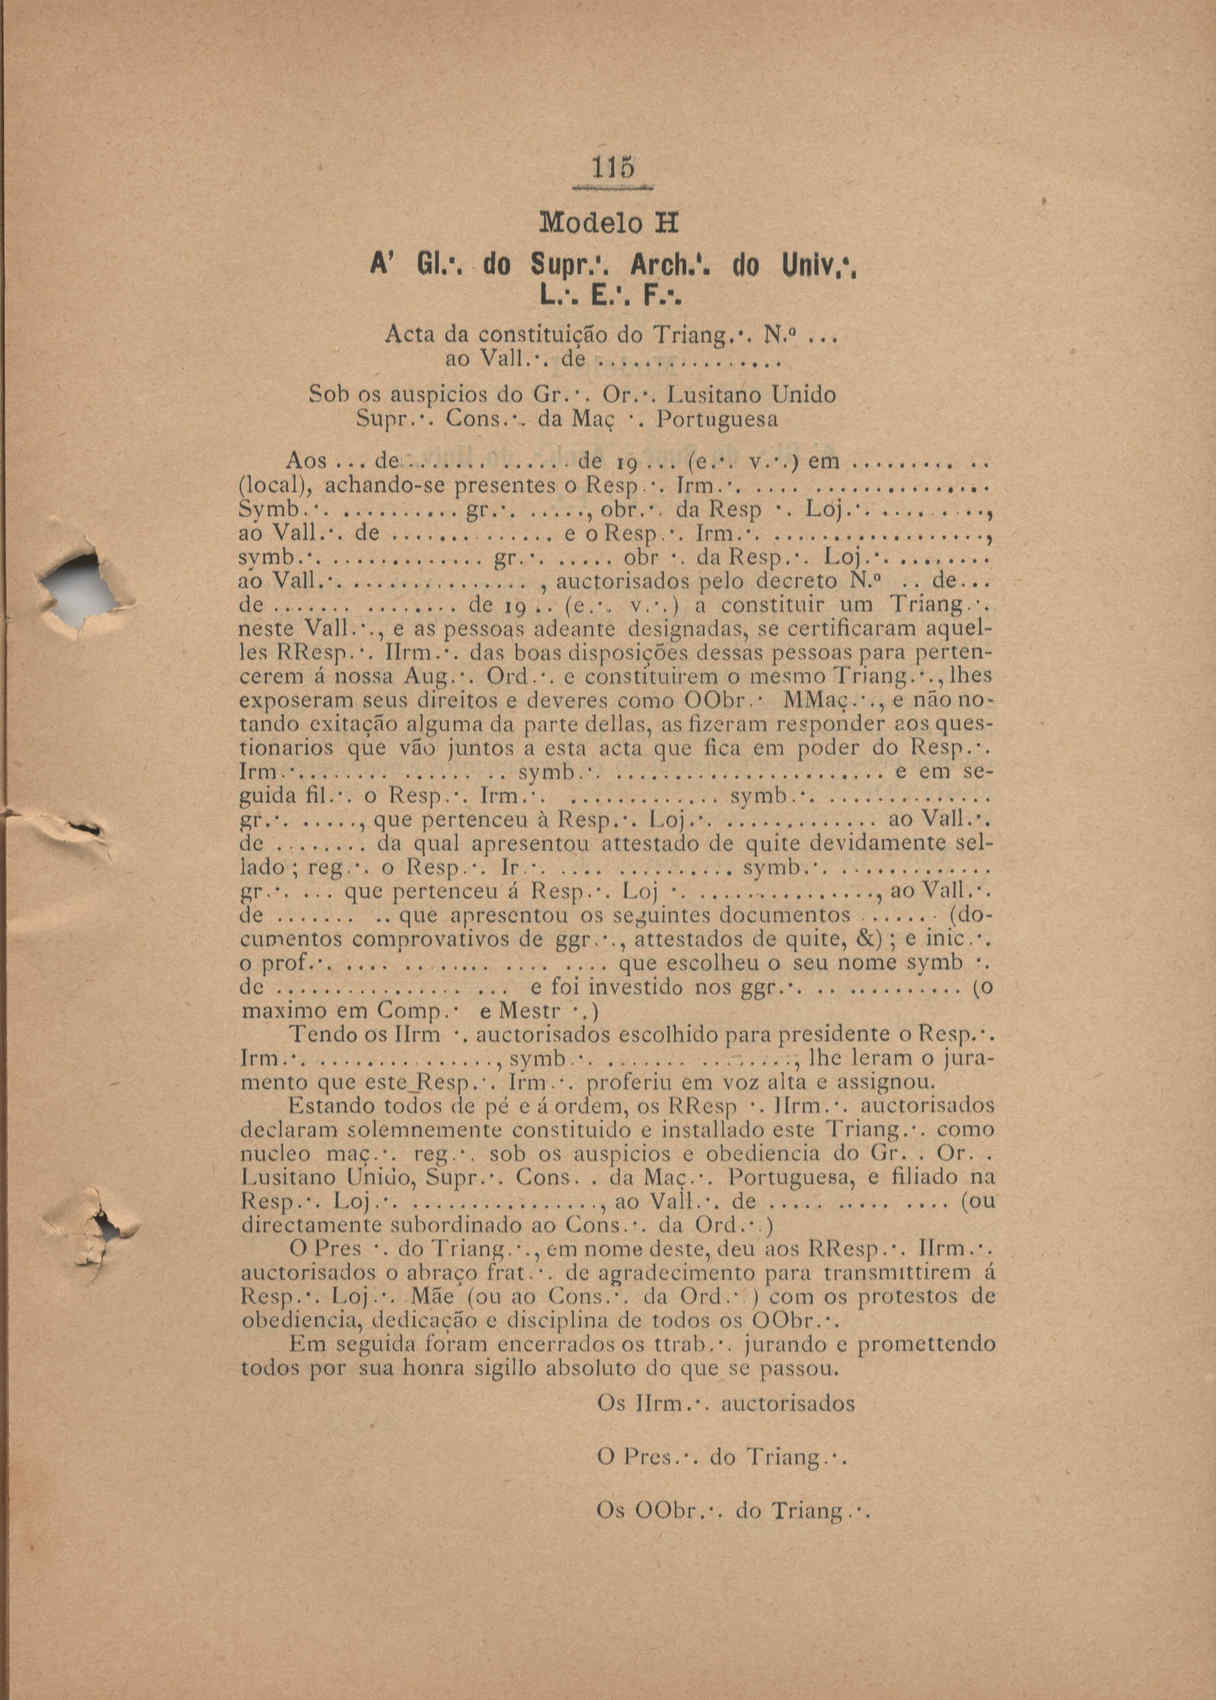 115
Modelo H
A' Gl.·. do Supr.·. Arch.·. do Univ.·.
L.·. E.·. F.·.
Acta da constituição do Triang.·. N.º ...
ao Vall.·. de ................
Sob os auspicios do Gr.·. Or.·. Lusitano Unido
Supr.·. Cons.·. da Maç ·. Portuguesa
Aos ... de ....... ...... de 19 ... (e.·. v.·.) em ......... ..
(local), achando-se presentes o Resp.·. Irm.·. .... ...............
Symb.·. .......... gr.·. ....., obr.·. da Resp ·. Loj.·. .........,
ao Vall.·. de .............. e o Resp.·. Irm.·. ..................,
symb.·. .............. gr.·. ...... obr ·. da Resp.·. Loj.·. .........
ao Vall.·. ................ , auctorisados pelo decreto N.º .. de...
de ....... ........ de 19 .. (e.·. v.·.) a constituir um Triang.·.
neste Vall.·., e as pessoas adeante designadas, se certificaram aquel-
les RResp.·. IIrm.·. das boas disposições dessas pessoas para perten-
cerem á nossa Aug.·. Ord.·. e constituirem o mesmo Triang.·., lhes
exposeram seus direitos e deveres como OObr.· MMaç.·., e não no-
tando exitação alguma da parte dellas, as fizeram responder aos ques-
tionarios que vão juntos a esta acta que fica em poder do Resp.·.
Irm.·........ ....... .. symb.·. ....................... e em se-
guida fil.·. o Resp.·. Irm.·. ............. symb.·. ..............
gr.·. ....., que pertenceu à Resp.·. Loj.·. ............. ao Vall.·.
de ........ da qual apresentou attestado de quite devidamente sel-
lado ; reg.·. o Resp.·. Ir.·. .... .......... symb.·. .............
gr.·. ... que pertenceu á Resp.·. Loj ·. ..............., ao Vall.·.
de ....... .. que apresentou os seguintes documentos ...... (do-
cumentos comprovativos de ggr.·., attestados de quite, &) ; e inic.·.
o prof.·. .... .. ..... .... .... que escolheu o seu nome symb ·.
de ................ ... e foi investido nos ggr.·. .. .......... (o
maximo em Comp.· e Mestr ·.)
Tendo os IIrm ·. auctorisados escolhido para presidente o Resp.·.
Irm.·. ..............., symb.·. ....... ........, lhe leram o jura-
mento que este Resp.·. Irm.·. proferiu em voz alta e assignou.
Estando todos de pé e á ordem, os RResp ·. IIrm.·. auctorisados
declaram solemnemente constituido e installado este Triang.·. como
nucleo maç.·. reg.·. sob os auspicios e obediencia do Gr. . Or. .
Lusitano Unido, Supr.·. Cons. . da Maç.·. Portuguesa, e filiado na
Resp.·. Loj.·. ................, ao Vall.·. de ..... ..... .... (ou
directamente subordinado ao Cons.·. da Ord.·.)
O Pres ·. do Triang.·., em nome deste, deu aos RResp.·. IIrm.·.
auctorisados o abraço frat.·. de agradecimento para transmittirem á
Resp.·. Loj.·. Mãe (ou ao Cons.·. da Ord.· ) com os protestos de
obediencia, dedicação e disciplina de todos os OObr.·.
Em seguida foram encerrados os ttrab.·. jurando e promettendo
todos por sua honra sigillo absoluto do que se passou.
Os IIrm.·. auctorisados
O Pres.·. do Triang.·.
Os OObr.·. do Triang.·.